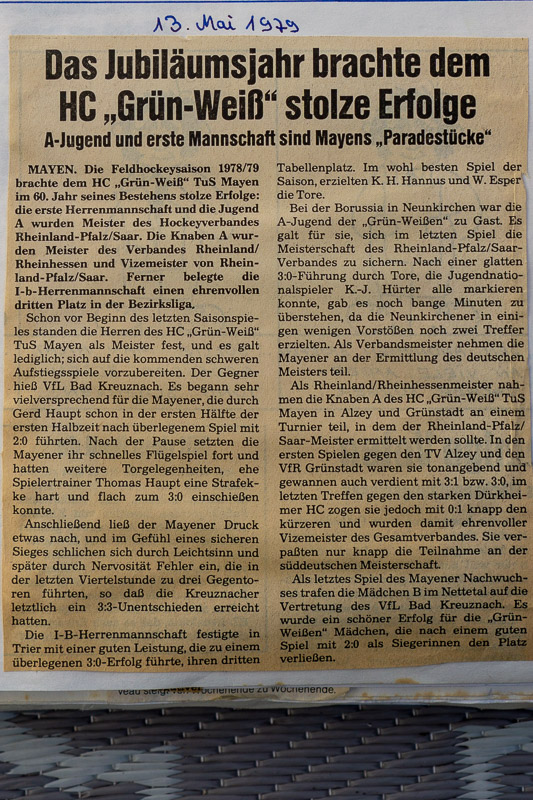 13. Mai 1979
Das Jubiläumsjahr brachte dem
HC „Grün-Weiß“ stolze Erfolge
A-Jugend und erste Mannschaft sind Mayens „Paradestücke“
MAYEN. Die Feldhockeysaison 1978/79
brachte dem HC „Grün-Weiß“ TuS Mayen
im 60. Jahr seines Bestehens stolze Erfolge:
die erste Herrenmannschaft und die Jugend
A wurden Meister des Hockeyverbandes
Rheinland-Pfalz/Saar. Die Knaben A wur-
den Meister des Verbandes Rheinland/
Rheinhessen und Vizemeister von Rhein-
land-Pfalz/Saar. Ferner belegte die
I-b-Herrenmannschaft einen ehrenvollen
dritten Platz in der Bezirksliga.
Schon vor Beginn des letzten Saisonspie-
les standen die Herren des HC „Grün-Weiß“
TuS Mayen als Meister fest, und es galt
lediglich; sich auf die kommenden schweren
Aufstiegsspiele vorzubereiten. Der Gegner
hieß VfL Bad Kreuznach. Es begann sehr
vielversprechend für die Mayener, die durch
Gerd Haupt schon in der ersten Hälfte der
ersten Halbzeit nach überlegenem Spiel mit
2:0 führten. Nach der Pause setzten die
Mayener ihr schnelles Flügelspiel fort und
hatten weitere Torgelegenheiten, ehe
Spielertrainer Thomas Haupt eine Strafek-
ke hart und flach zum 3:0 einschießen
konnte.
Anschließend ließ der Mayener Druck
etwas nach, und im Gefühl eines sicheren
Sieges schlichen sich durch Leichtsinn und
später durch Nervosität Fehler ein, die in
der letzten Viertelstunde zu drei Gegento-
ren führten, so daß die Kreuznacher
letztlich ein 3:3-Unentschieden erreicht
hatten.
Die I-B-Herrenmannschaft festigte in
Trier mit einer guten Leistung, die zu einem
überlegenen 3:0-Erfolg führte, ihren dritten
Tabellenplatz. Im wohl besten Spiel der
Saison, erzielten K. H. Hannus und W. Esper
die Tore.
Bei der Borussia in Neunkirchen war die
A-Jugend der „Grün-Weißen“ zu Gast. Es
galt für sie, sich im letzten Spiel die
Meisterschaft des Rheinland-Pfalz/Saar-
Verbandes zu sichern. Nach einer glatten
3:0-Führung durch Tore, die Jugendnatio-
nalspieler K.-J. Hürter alle markieren
konnte, gab es noch bange Minuten zu
überstehen, da die Neunkirchener in eini-
gen wenigen Vorstößen noch zwei Treffer
erzielten. Als Verbandsmeister nehmen die
Mayener an der Ermittlung des deutschen
Meisters teil.
Als Rheinland/Rheinhessenmeister nah-
men die Knaben A des HC „Grün-Weiß“ TuS
Mayen in Alzey und Grünstadt an einem
Turnier teil, in dem der Rheinland-Pfalz/
Saar-Meister ermittelt werden sollte. In den
ersten Spielen gegen den TV Alzey und den
VfR Grünstadt waren sie tonangebend und
gewannen auch verdient mit 3:1 bzw. 3:0, im
letzten Treffen gegen den starken Dürkhei-
mer HC zogen sie jedoch mit 0:1 knapp den
kürzeren und wurden damit ehrenvoller
Vizemeister des Gesamtverbandes. Sie ver-
paßten nur knapp die Teilnahme an der
süddeutschen Meisterschaft.
Als letztes Spiel des Mayener Nachwuch-
ses trafen die Mädchen B im Nettetal auf die
Vertretung des VfL Bad Kreuznach. Es
wurde ein schöner Erfolg für die „Grün-
Weißen“ Mädchen, die nach einem guten
Spiel mit 2:0 als Siegerinnen den Platz
verließen.
Wochenende zu Wochenende.